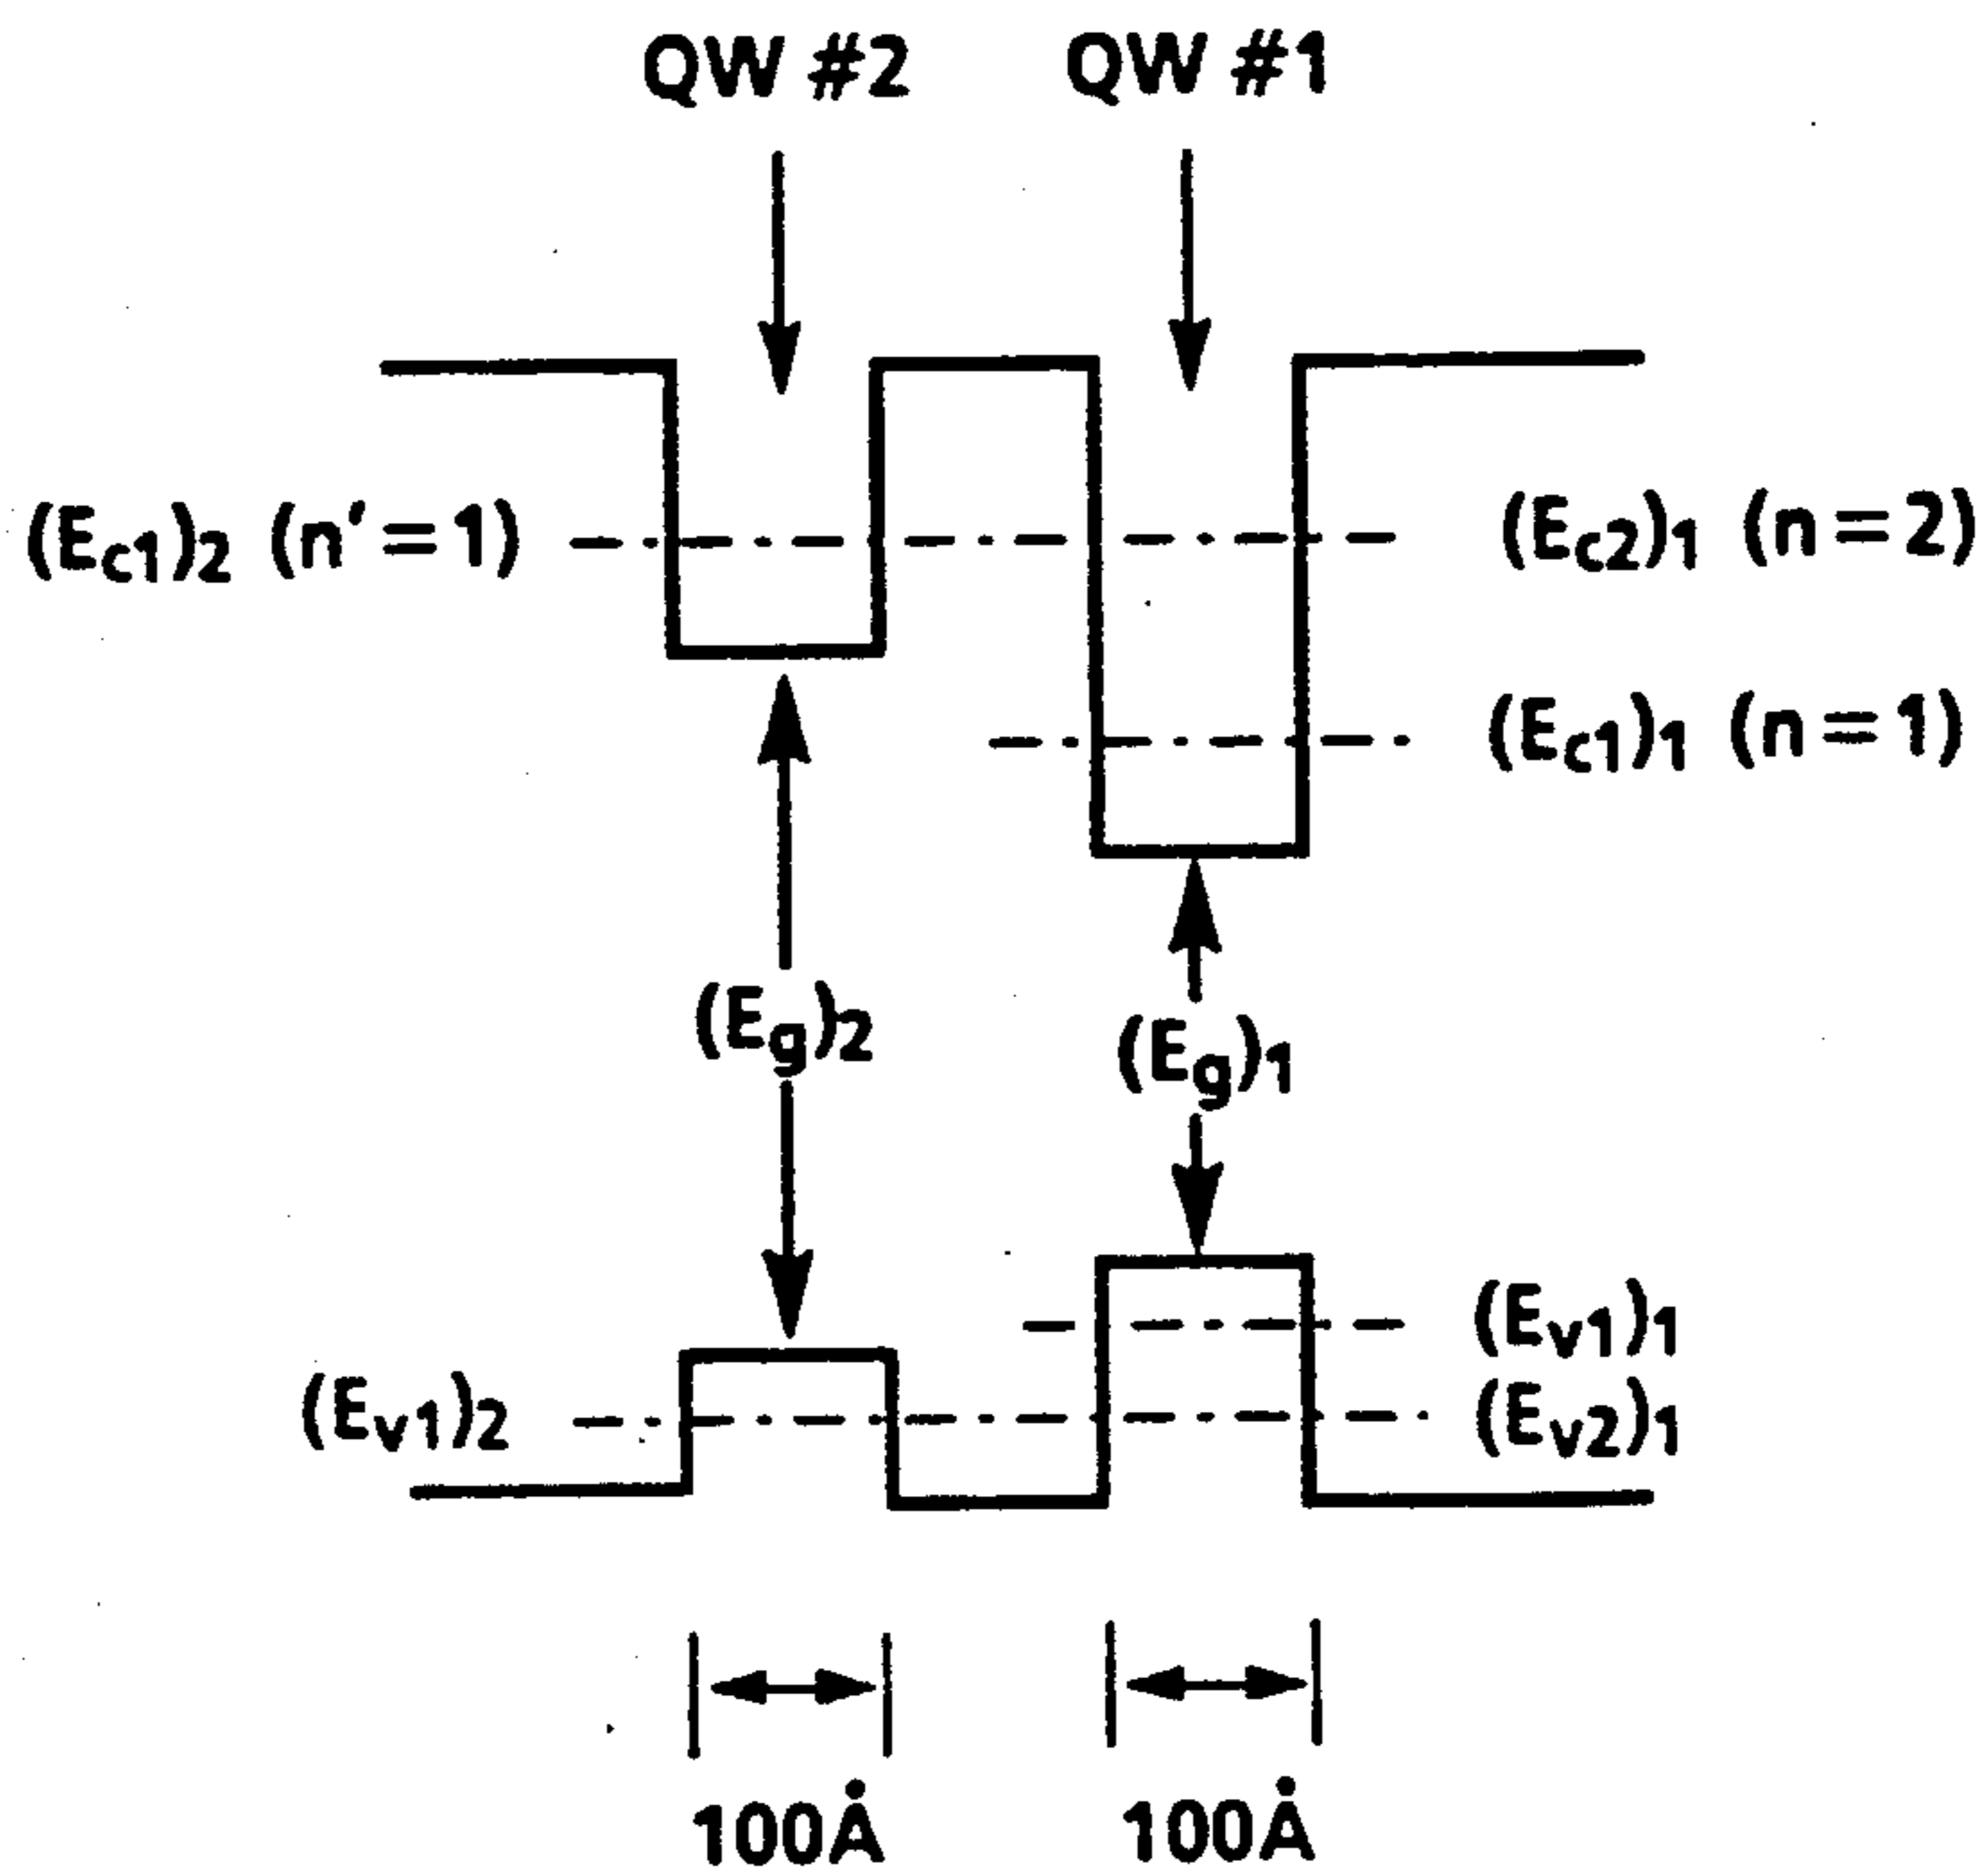 QW #2 QW #1
(Ec1)2 (n′=1) (Ec2)1 (n=2)
(Ec1)1 (n=1)
(Eg)2 (Eg)1
(Ev1)1
(Ev1)2 (Ev2)1
100Å 100Å